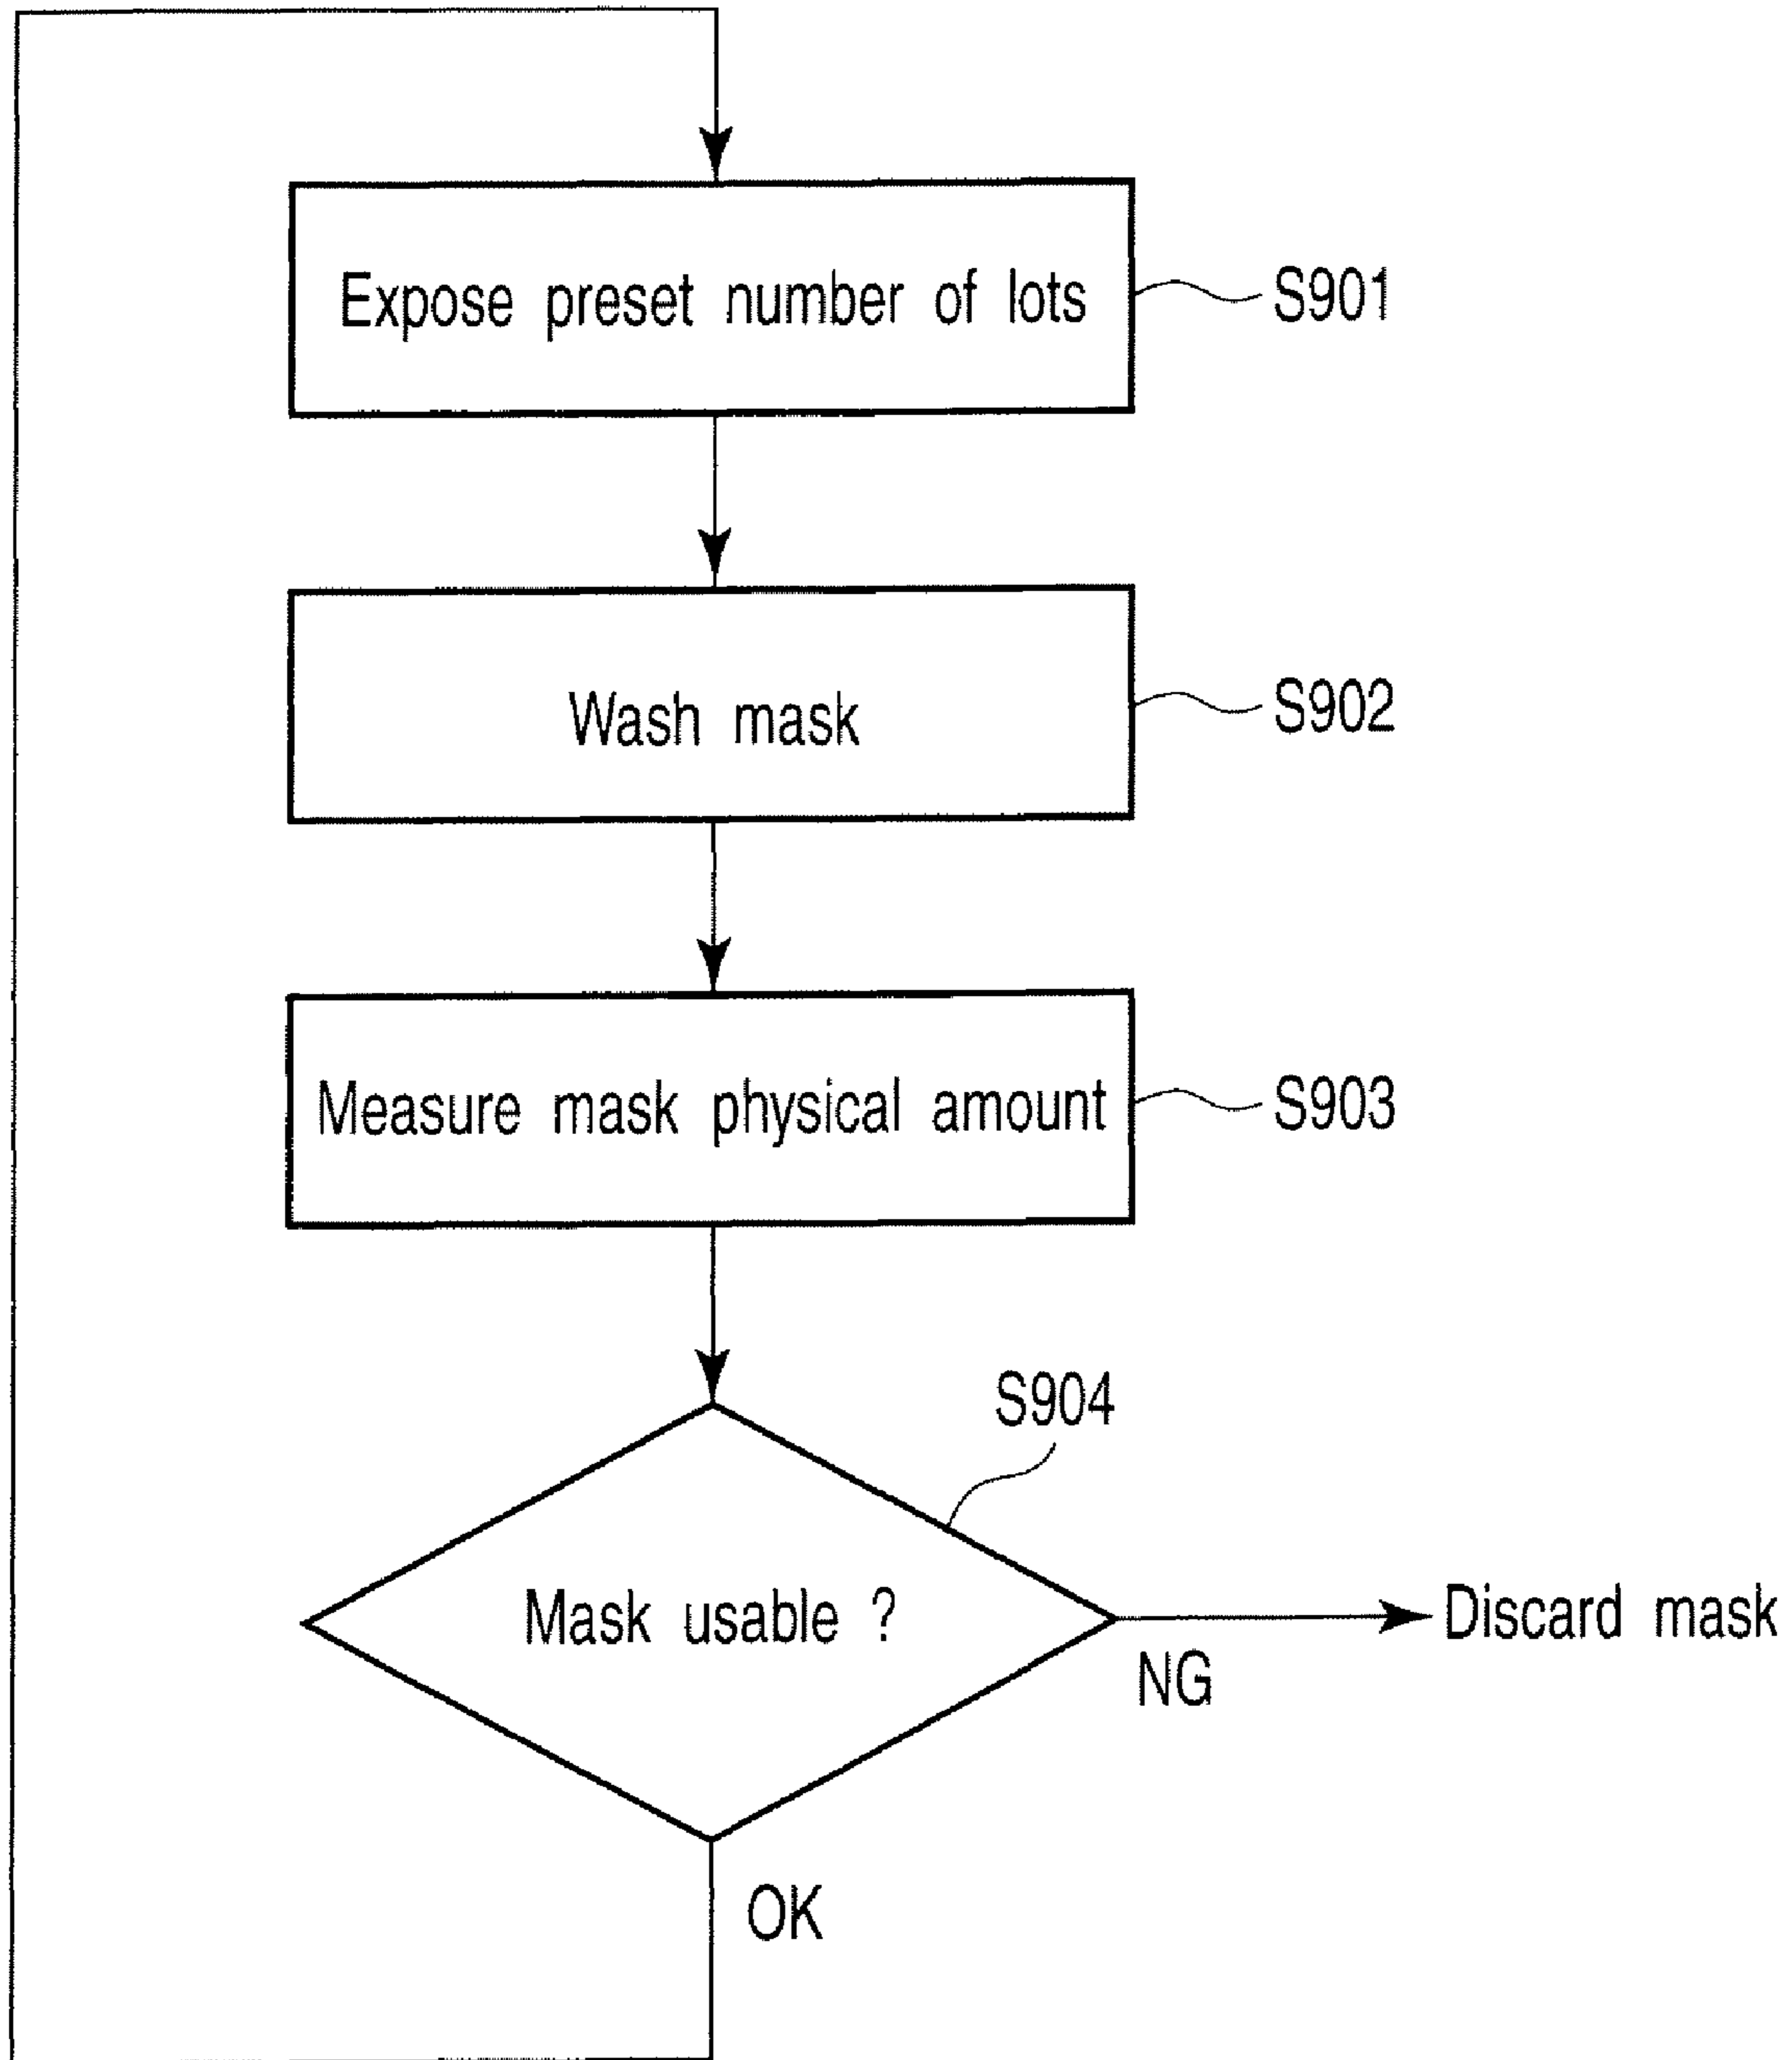 Expose preset number of lots
S901
Wash mask
S902
Measure mask physical amount
S903
S904
Mask usable ?
Discard mask
NG
OK